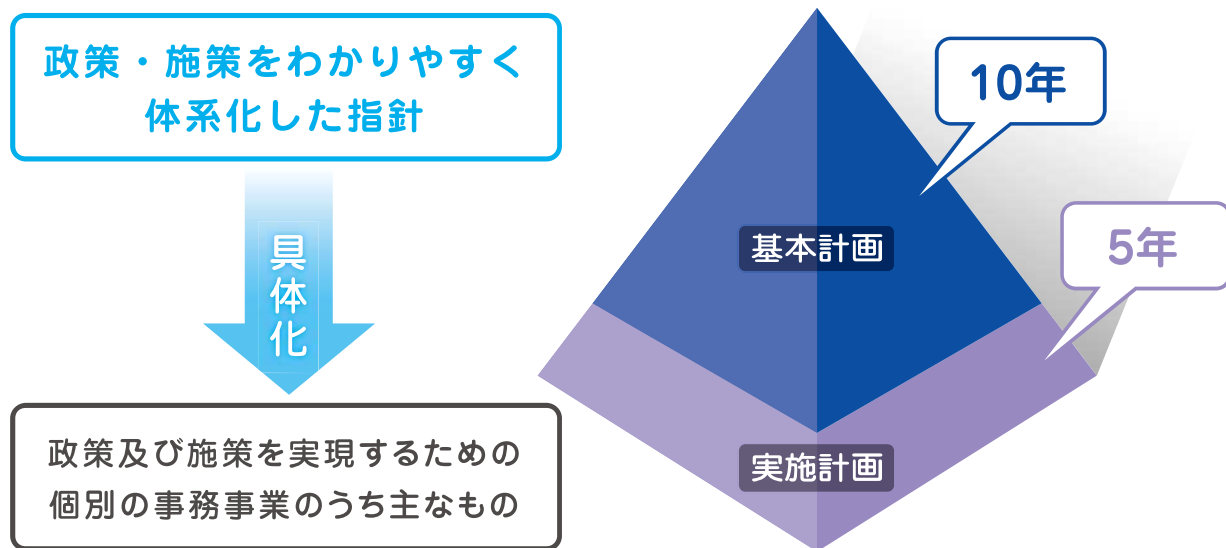 政策・施策をわかりやすく
体系化した指針
具体化
政策及び施策を実現するための
個別の事務事業のうち主なもの
10年
5年
基本計画
実施計画